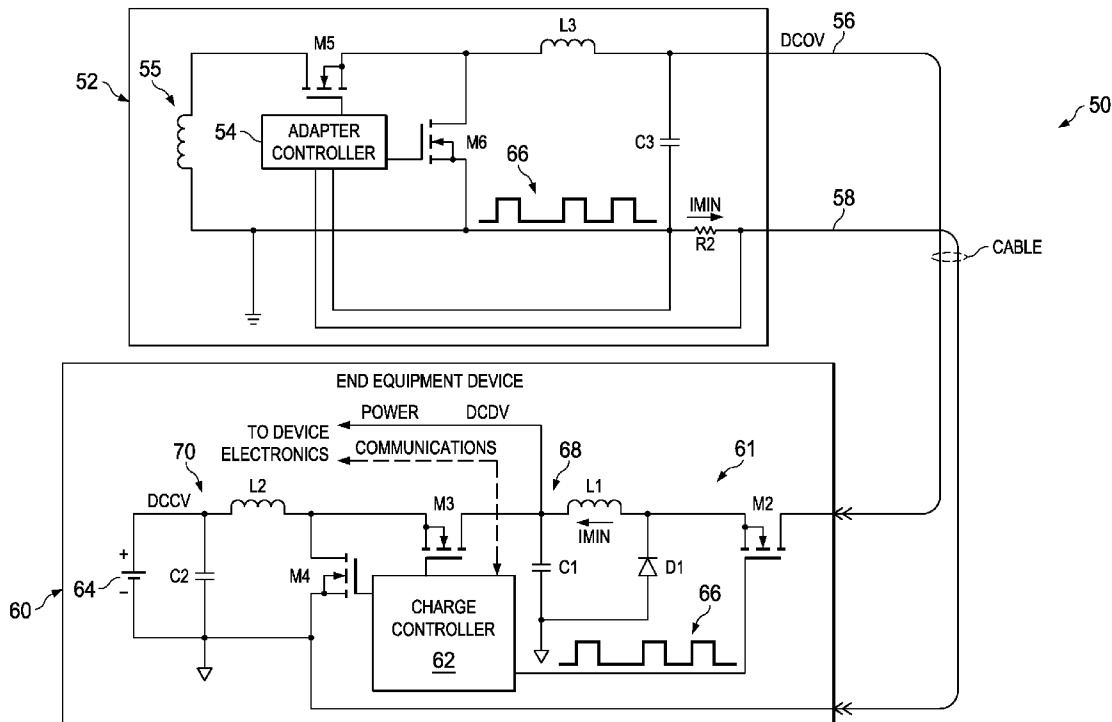 52
55
54
M5
ADAPTER
CONTROLLER
M6
L3
C3
66
IMIN
R2
DCOV
56
58
CABLE
50
END EQUIPMENT DEVICE
POWER
DCDV
TO DEVICE
ELECTRONICS
COMMUNICATIONS
70
68
61
DCCV
L2
M3
L1
M2
IMIN
+
64
−
C2
M4
C1
D1
60
CHARGE
CONTROLLER
62
66